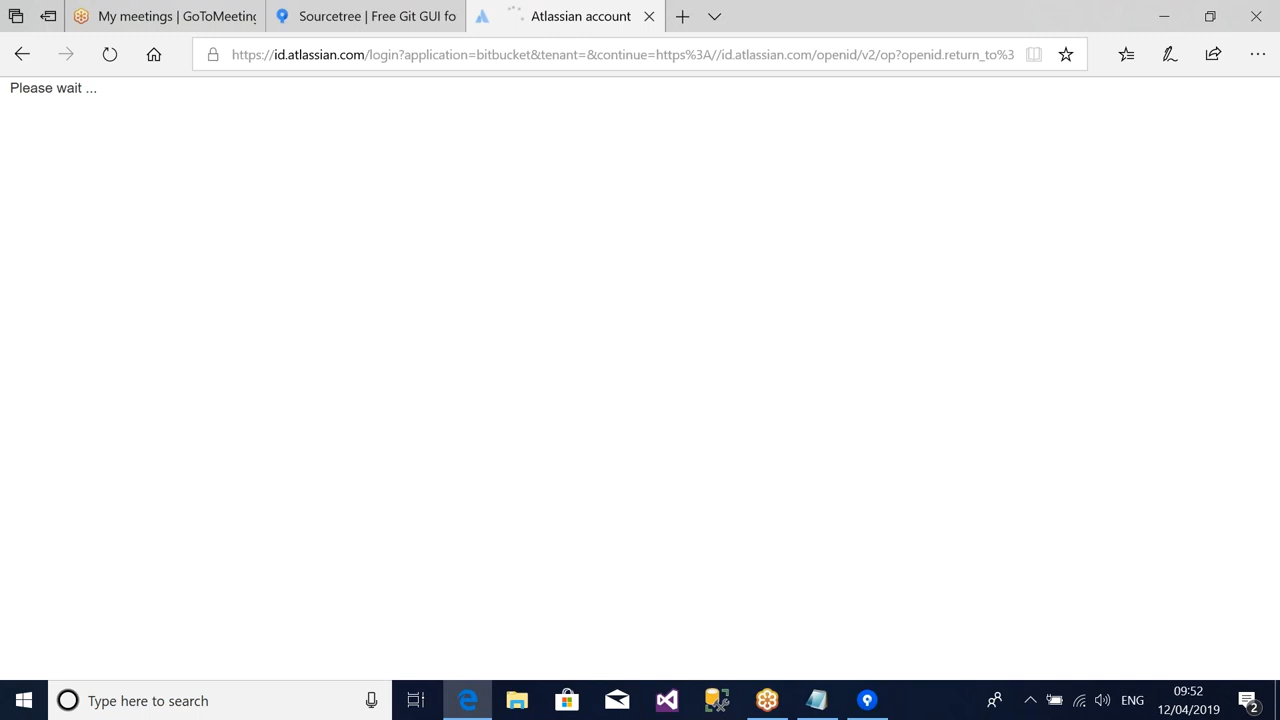 My meetings | GoToMeeting
Sourcetree | Free Git GUI fo
Atlassian account
https://id.atlassian.com/login?application=bitbucket&tenant=&continue=https%3A//id.atlassian.com/openid/v2/op?openid.return_to%3
Please wait ...
Type here to search
ENG
09:52
12/04/2019
2